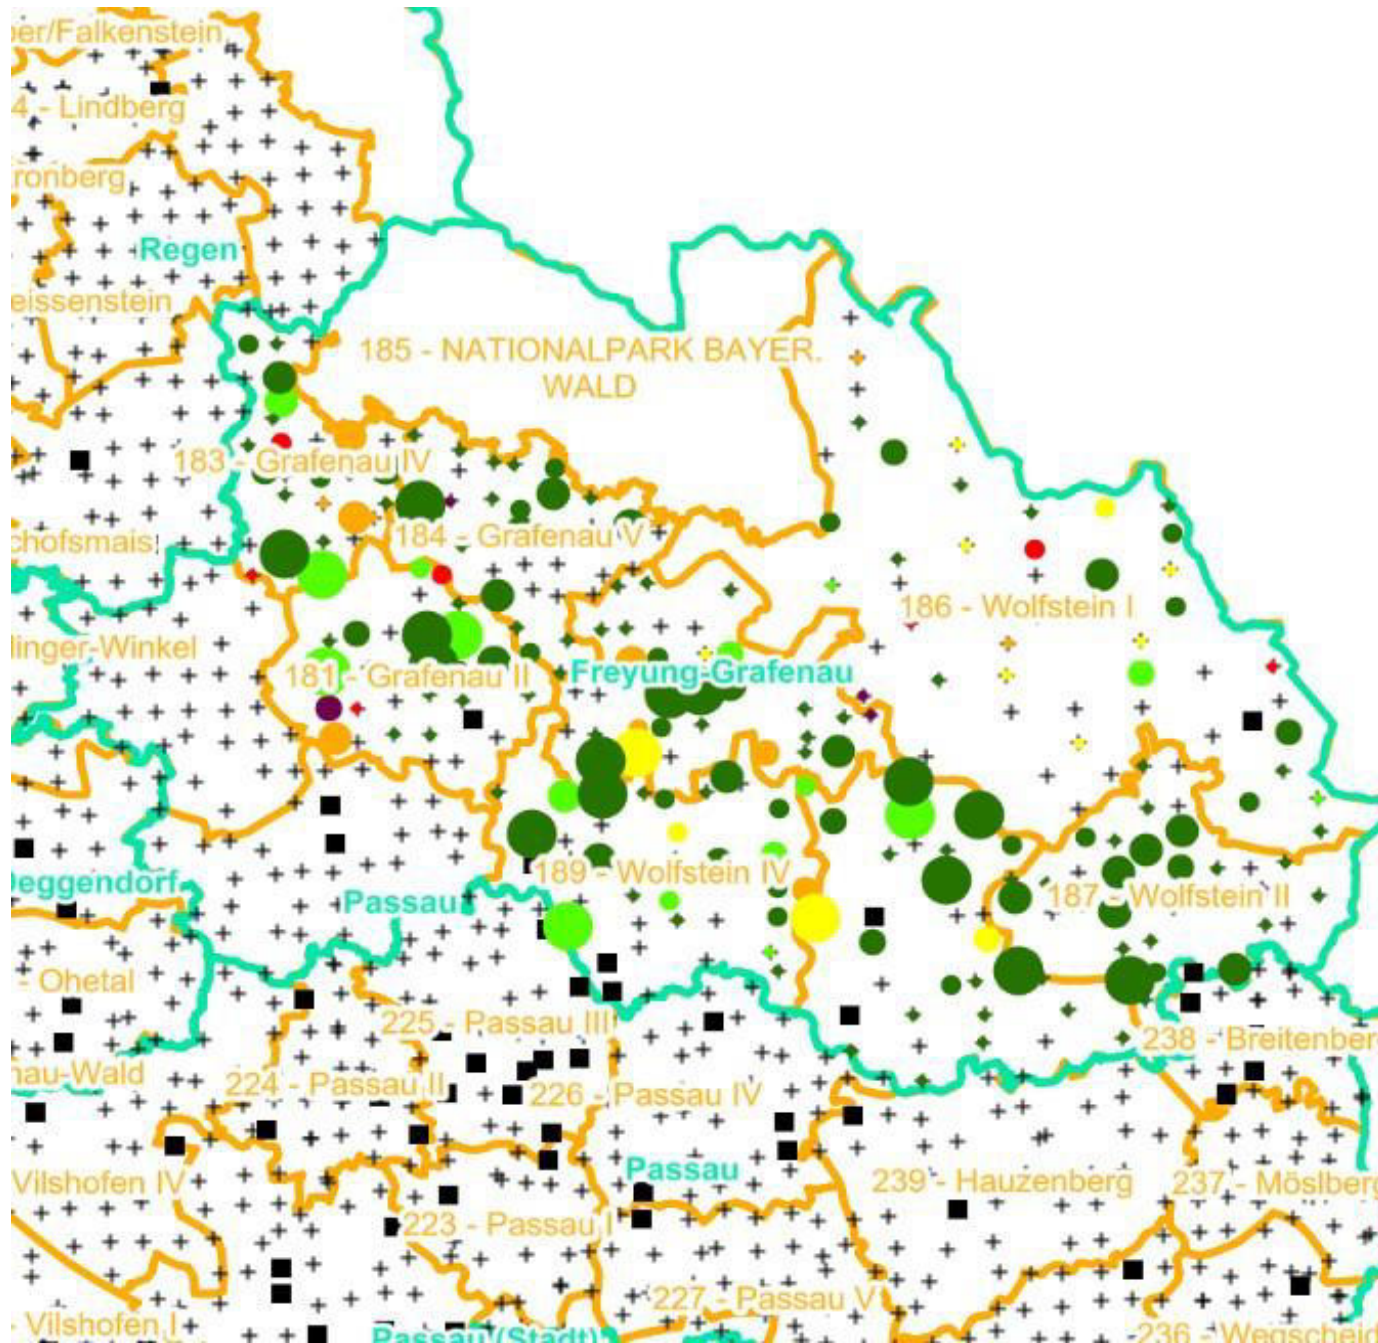 er/Falkenstein
4 - Lindberg
ronberg
Regen
eissenstein
185 - NATIONALPARK BAYER.
WALD
183 - Grafenau IV
184 - Grafenau V
chofsmais
186 - Wolfstein I
linger-Winkel
181 - Grafenau II
Freyung-Grafenau
189 - Wolfstein IV
Deggendorf
187 - Wolfstein II
Passau
- Ohetal
225 - Passau III
238 - Breitenber
nau-Wald
224 - Passau II
226 - Passau IV
Passau
Vilshofen IV
239 - Hauzenberg
237 - Möslberg
223 - Passau I
227 - Passau V
- Vilshofen I
Passau (Stadt)
236 - Wegscheid